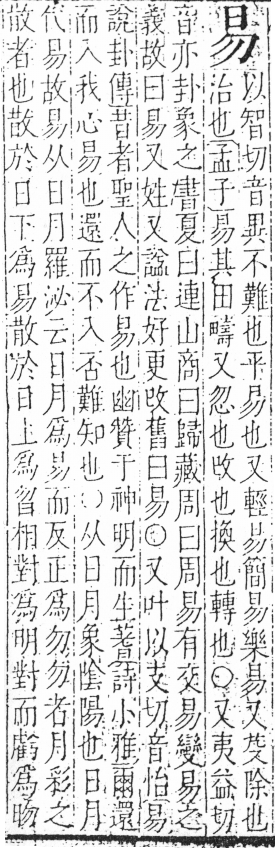 易
以智切音異不難也平易也又輕易簡易樂易又芟除也
治也孟子易其田疇又忽也攺也換也轉也○又夷益切
音亦卦象之書夏曰連山商曰歸藏周曰周易有交易變易之
義故曰易又姓又諡法好更攺舊曰易○又叶以支切音怡易
說卦傳昔者聖人之作易也幽贊于神明而生蓍詩小雅爾還
而入我心易也還而不入否難知也○从日月象陰陽也日月
代易故易从日月羅泌云日月爲易而反正爲勿勿者月彩之
散者也散於日下爲易散於日上爲曶相對爲明對而虧爲昒